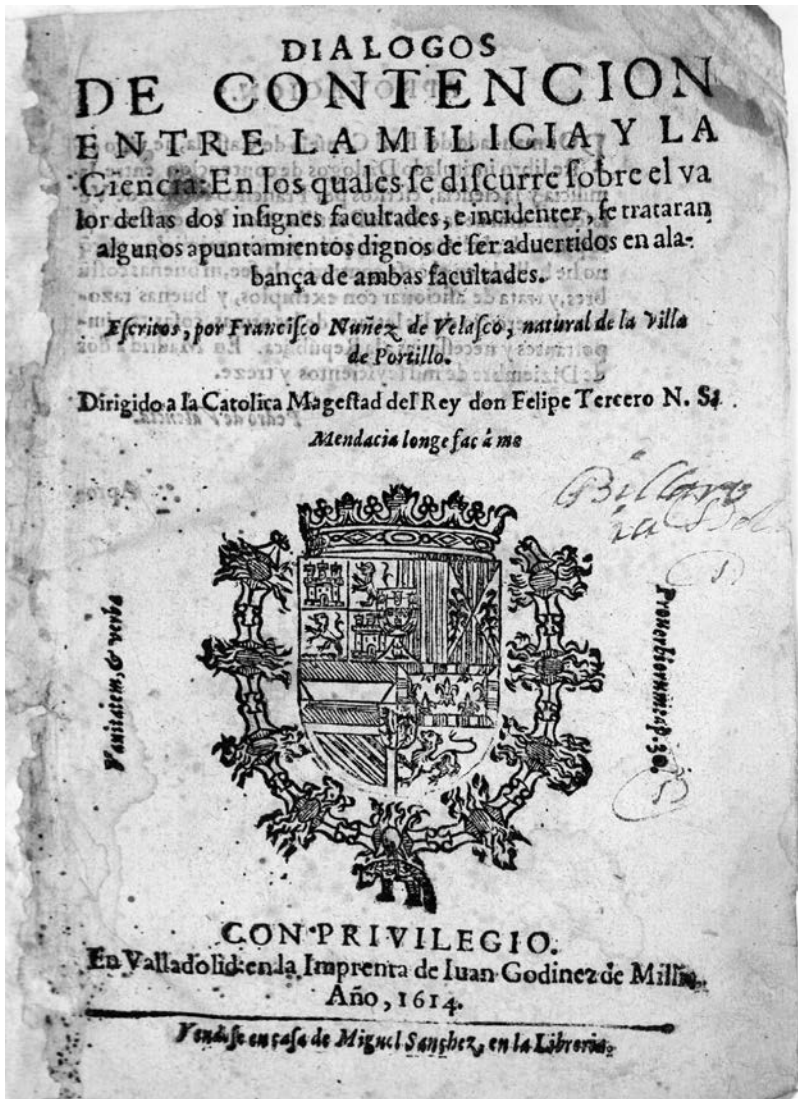 DIALOGOS
DE CONTENCION
ENTRE LA MILICIA Y LA
Ciencia: En los quales se discurre sobre el va
lor destas dos insignes facultades, e incidenter, se trataran
algunos apuntamientos dignos de ser aduertidos en ala-
bança de ambas facultades.
Escritos, por Francisco Nuñez de Velasco, natural de la Villa
de Portillo.
Dirigido a la Catolica Magestad del Rey don Felipe Tercero N. S.
Mendacia longe fac à me
Vanitatem, & verba
Prouerbiorum cap. 30.
CON PRIVILEGIO.
En Valladolid en la Imprenta de Iuan Godinez de Millis.
Año, 1614.
Vendese en casa de Miguel Sanchez, en la Libreria.